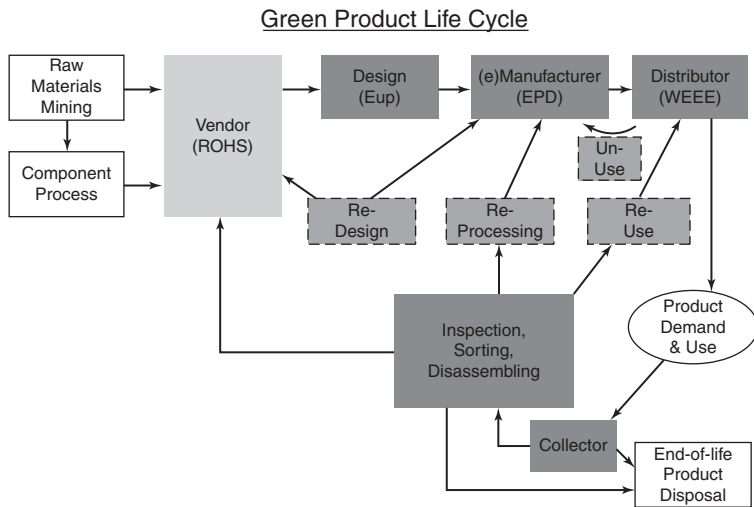 Green Product Life Cycle
Raw
Materials
Mining
Component
Process
Vendor
(ROHS)
Design
(Eup)
(e)Manufacturer
(EPD)
Distributor
(WEEE)
Un-
Use
Re-
Design
Re-
Processing
Re-
Use
Inspection,
Sorting,
Disassembling
Product
Demand
& Use
Collector
End-of-life
Product
Disposal